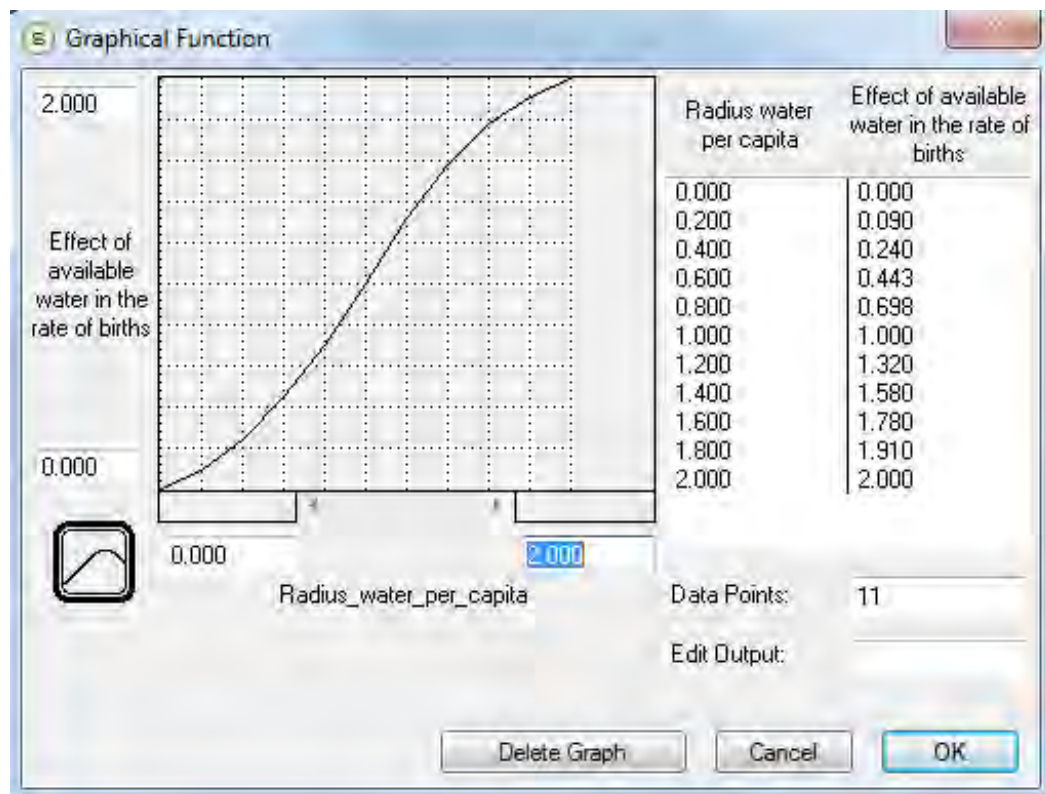 Graphical Function
2.000
Effect of
available
water in the
rate of births
0.000
0.000
2.000
Radius_water_per_capita
Radius water
per capita
Effect of available
water in the rate of
births
0.000 0.000
0.200 0.090
0.400 0.240
0.600 0.443
0.800 0.698
1.000 1.000
1.200 1.320
1.400 1.580
1.600 1.780
1.800 1.910
2.000 2.000
Data Points: 11
Edit Output:
Delete Graph
Cancel
OK